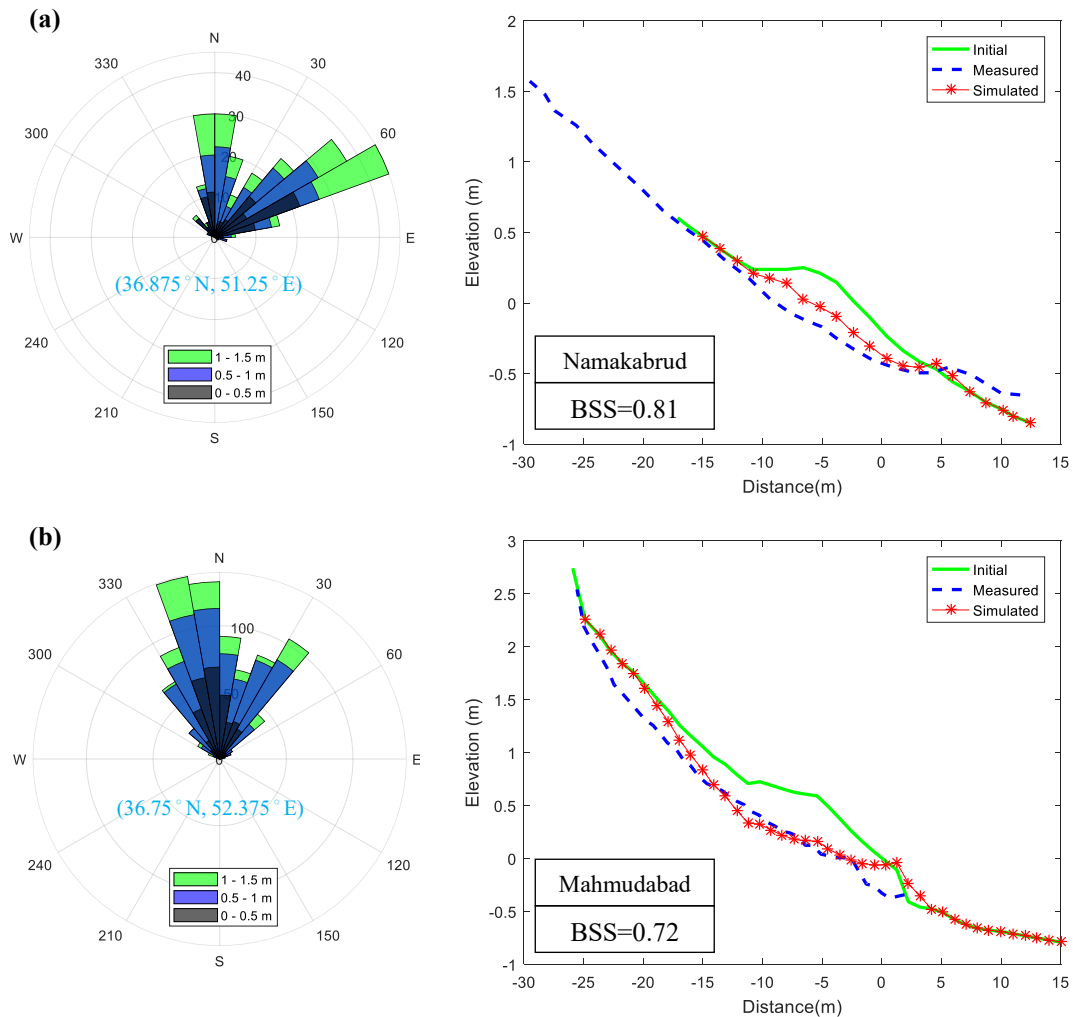 (a)
N
30
60
E
120
150
S
210
240
W
300
330
0
20
30
40
(36.875°N, 51.25°E)
1 - 1.5 m
0.5 - 1 m
0 - 0.5 m
2
1.5
1
0.5
0
-0.5
-1
Elevation (m)
-30 -25 -20 -15 -10 -5 0 5 10 15
Distance(m)
Initial
Measured
Simulated
Namakabrud
BSS=0.81
(b)
N
30
60
E
120
150
S
210
240
W
300
330
0
50
100
(36.75°N, 52.375°E)
1 - 1.5 m
0.5 - 1 m
0 - 0.5 m
3
2.5
2
1.5
1
0.5
0
-0.5
-1
Elevation (m)
-30 -25 -20 -15 -10 -5 0 5 10 15
Distance(m)
Initial
Measured
Simulated
Mahmudabad
BSS=0.72